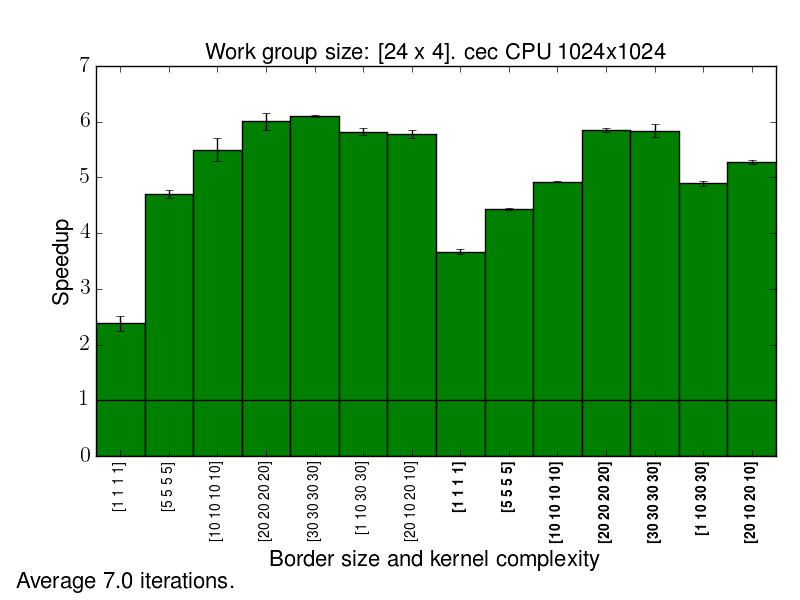 Work group size: [24 x 4]. cec CPU 1024x1024
7
6
5
4
3
2
1
0
Speedup
[1 1 1 1]
[5 5 5 5]
[10 10 10 10]
[20 20 20 20]
[30 30 30 30]
[1 10 30 30]
[20 10 20 10]
[1 1 1 1]
[5 5 5 5]
[10 10 10 10]
[20 20 20 20]
[30 30 30 30]
[1 10 30 30]
[20 10 20 10]
Border size and kernel complexity
Average 7.0 iterations.